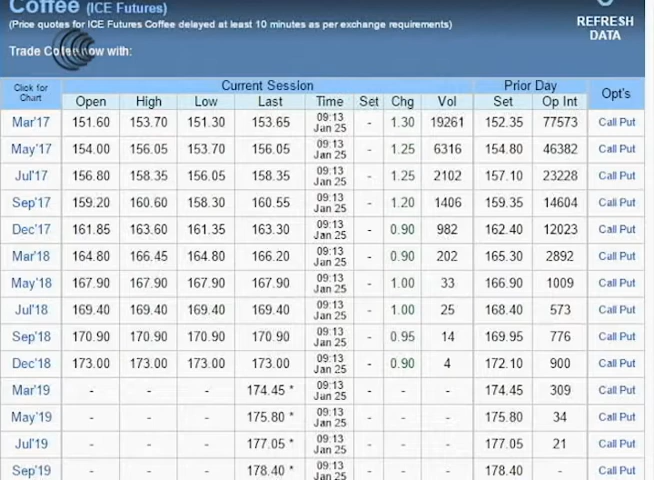 Coffee (ICE Futures)
(Price quotes for ICE Futures Coffee delayed at least 10 minutes as per exchange requirements)
REFRESH
DATA
Trade Coffee now with:
Click for
Chart
Current Session
Prior Day
Opt's
Open High Low Last Time Set Chg Vol Set Op Int
Mar'17 151.60 153.70 151.30 153.65 09:13 Jan 25 - 1.30 19261 152.35 77573 Call Put
May'17 154.00 156.05 153.70 156.05 09:13 Jan 25 - 1.25 6316 154.80 46382 Call Put
Jul'17 156.80 158.35 156.05 158.35 09:13 Jan 25 - 1.25 2102 157.10 23228 Call Put
Sep'17 159.20 160.60 158.30 160.55 09:13 Jan 25 - 1.20 1406 159.35 14604 Call Put
Dec'17 161.85 163.60 161.35 163.30 09:13 Jan 25 - 0.90 982 162.40 12023 Call Put
Mar'18 164.80 166.45 164.80 166.20 09:13 Jan 25 - 0.90 202 165.30 2892 Call Put
May'18 167.90 167.90 167.90 167.90 09:13 Jan 25 - 1.00 33 166.90 1009 Call Put
Jul'18 169.40 169.40 169.40 169.40 09:13 Jan 25 - 1.00 25 168.40 573 Call Put
Sep'18 170.90 170.90 170.90 170.90 09:13 Jan 25 - 0.95 14 169.95 776 Call Put
Dec'18 173.00 173.00 173.00 173.00 09:13 Jan 25 - 0.90 4 172.10 900 Call Put
Mar'19 - - - 174.45 * 09:13 Jan 25 - - - 174.45 309 Call Put
May'19 - - - 175.80 * 09:13 Jan 25 - - - 175.80 34 Call Put
Jul'19 - - - 177.05 * 09:13 Jan 25 - - - 177.05 21 Call Put
Sep'19 - - - 178.40 * 09:13 Jan 25 - - - 178.40 - Call Put